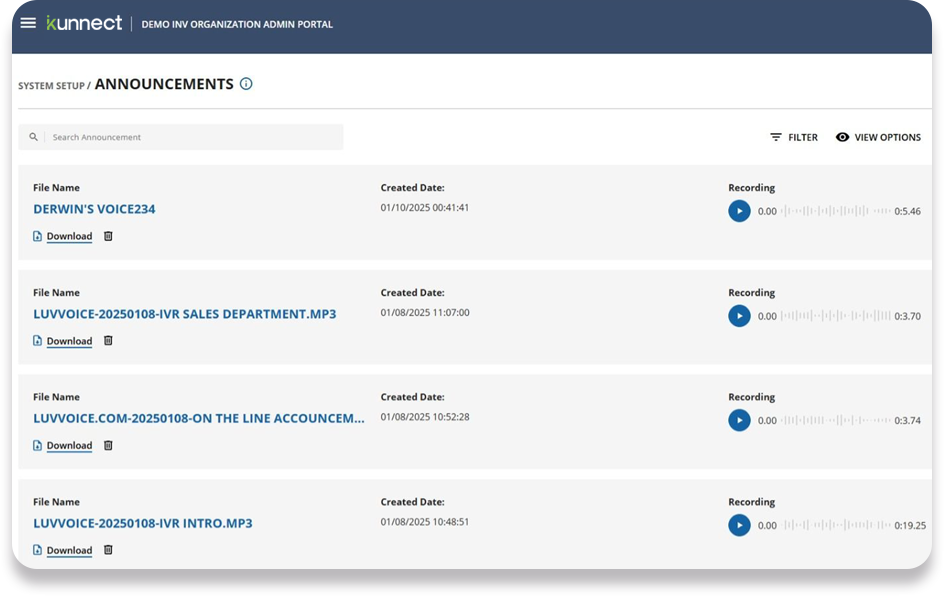 kunnect | DEMO INV ORGANIZATION ADMIN PORTAL
SYSTEM SETUP / ANNOUNCEMENTS
Search Announcement
FILTER VIEW OPTIONS
File Name Created Date: Recording
DERWIN'S VOICE234 01/10/2025 00:41:41 0.00 0:5.46
Download
File Name Created Date: Recording
LUVVOICE-20250108-IVR SALES DEPARTMENT.MP3 01/08/2025 11:07:00 0.00 0:3.70
Download
File Name Created Date: Recording
LUVVOICE.COM-20250108-ON THE LINE ACCOUNCEM... 01/08/2025 10:52:28 0.00 0:3.74
Download
File Name Created Date: Recording
LUVVOICE-20250108-IVR INTRO.MP3 01/08/2025 10:48:51 0.00 0:19.25
Download